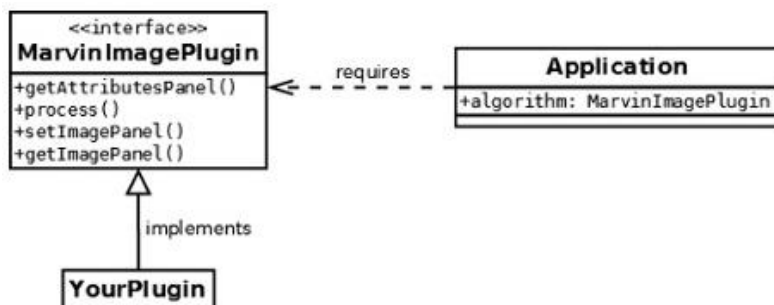 <<interface>>
MarvinImagePlugin
+getAttributesPanel()
+process()
+setImagePanel()
+getImagePanel()
requires
Application
+algorithm: MarvinImagePlugin
implements
YourPlugin